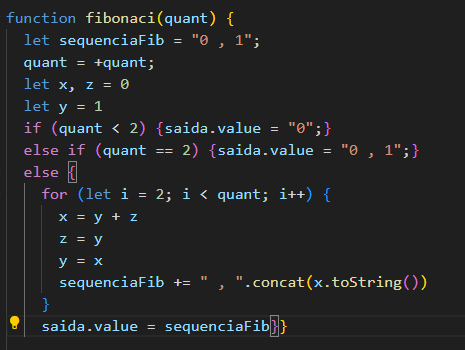 function fibonaci(quant) {
let sequenciaFib = "0 , 1";
quant = +quant;
let x, z = 0
let y = 1
if (quant < 2) {saida.value = "0";}
else if (quant == 2) {saida.value = "0 , 1";}
else {
for (let i = 2; i < quant; i++) {
x = y + z
z = y
y = x
sequenciaFib += " , ".concat(x.toString())
}
saida.value = sequenciaFib}}